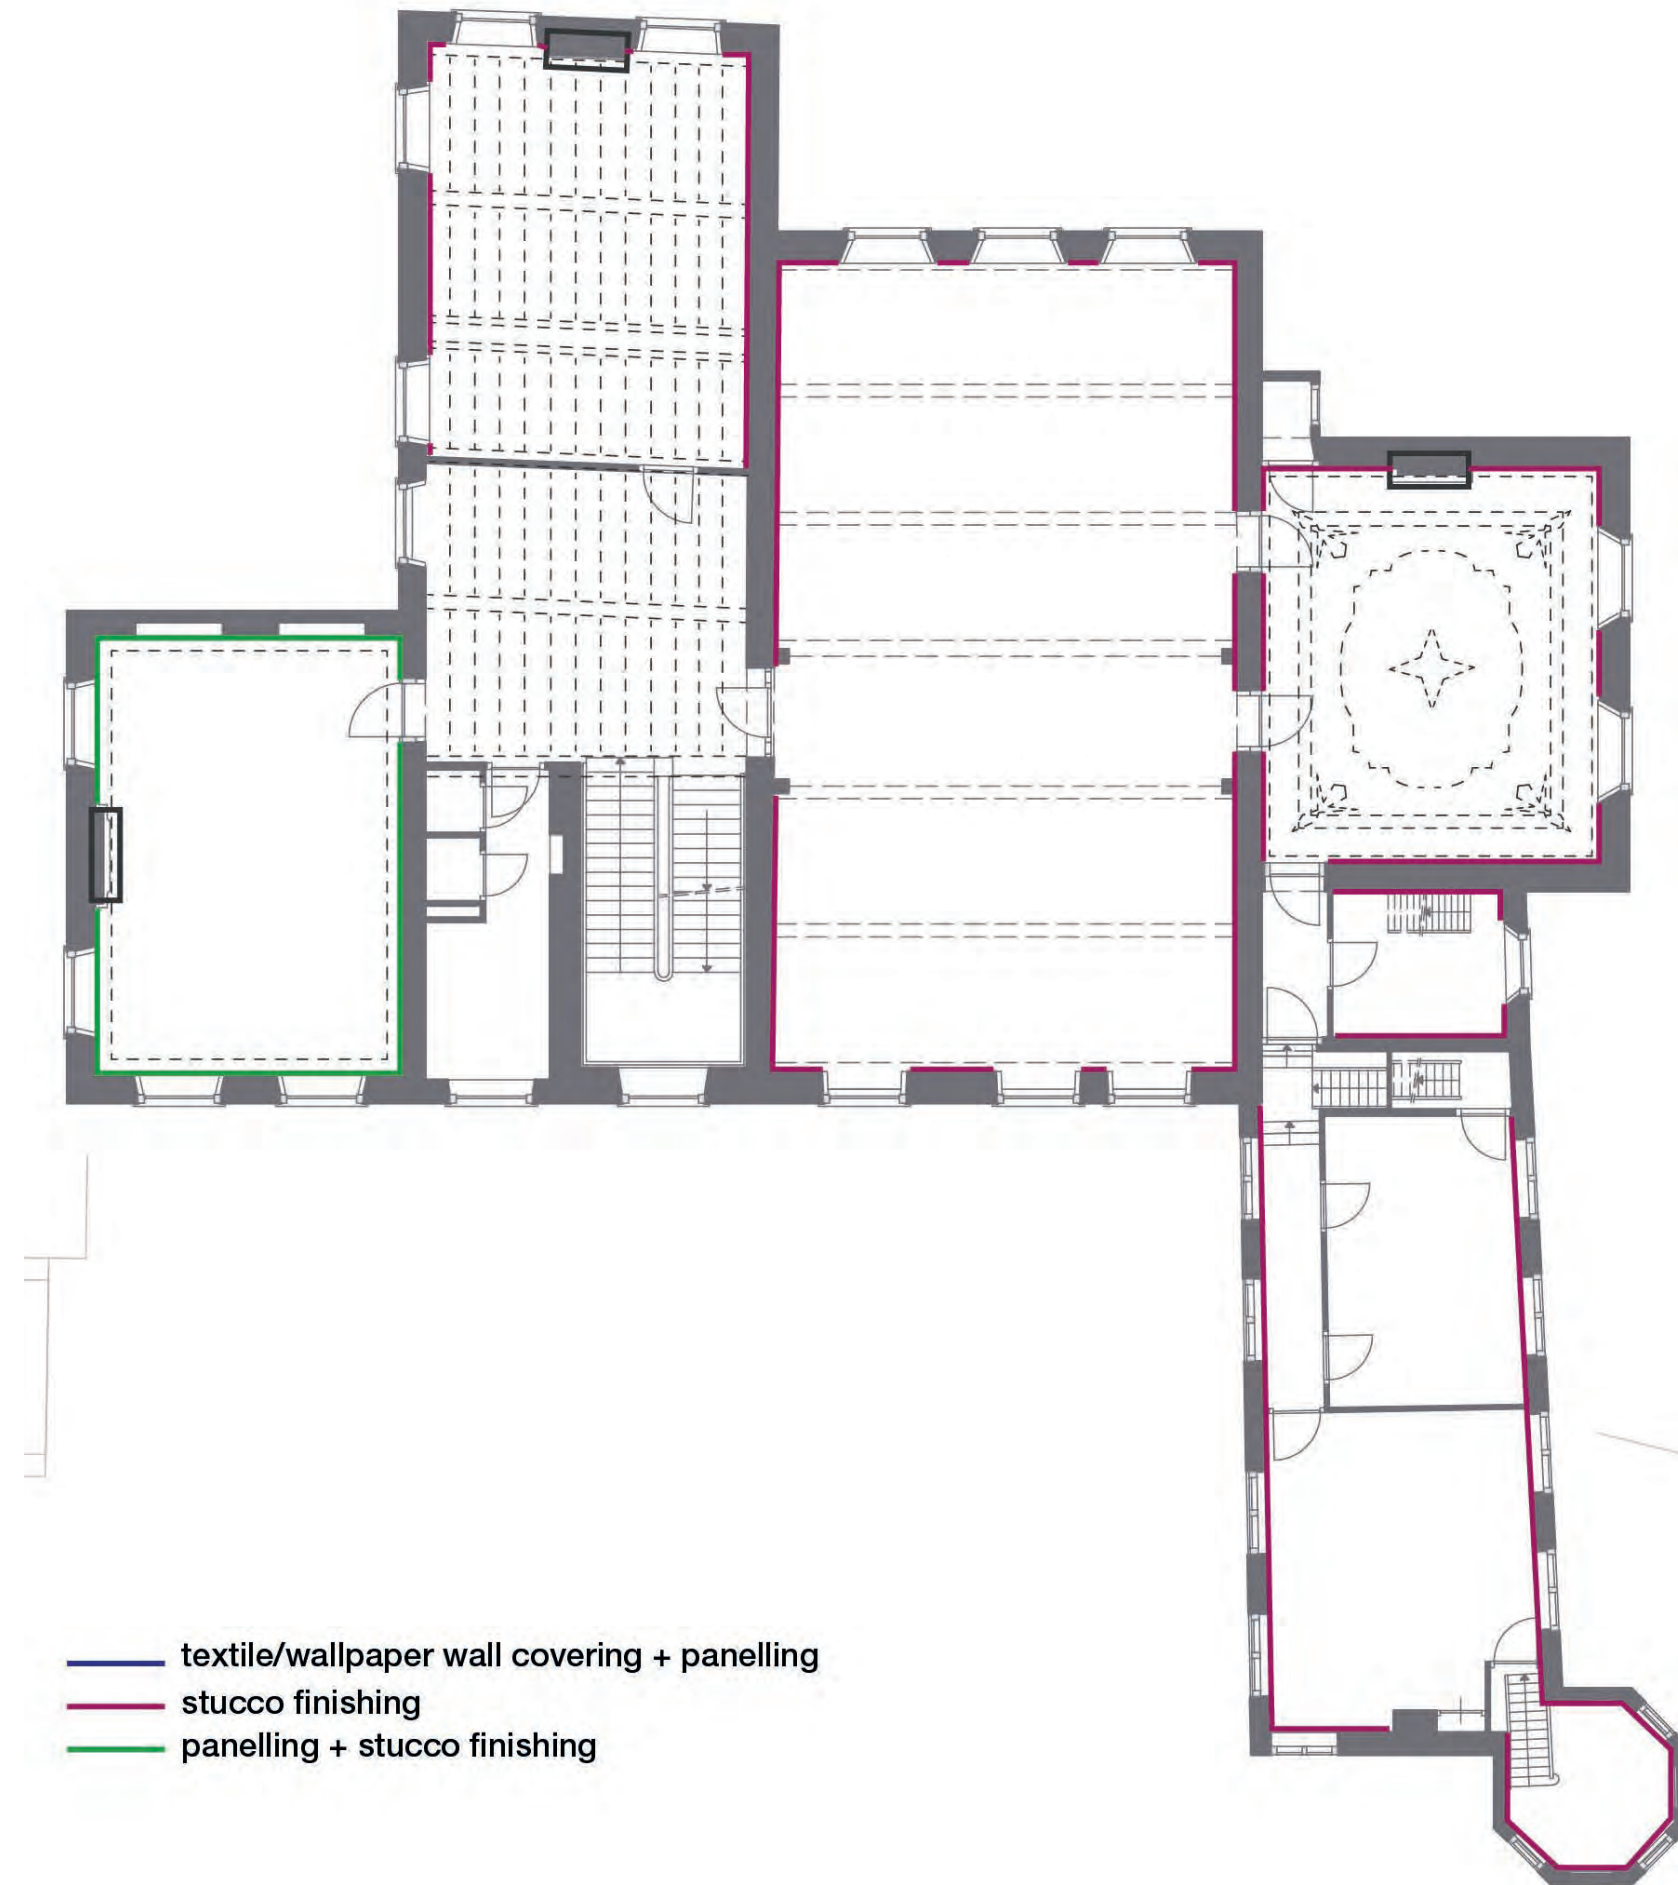 textile/wallpaper wall covering + panelling
stucco finishing
panelling + stucco finishing